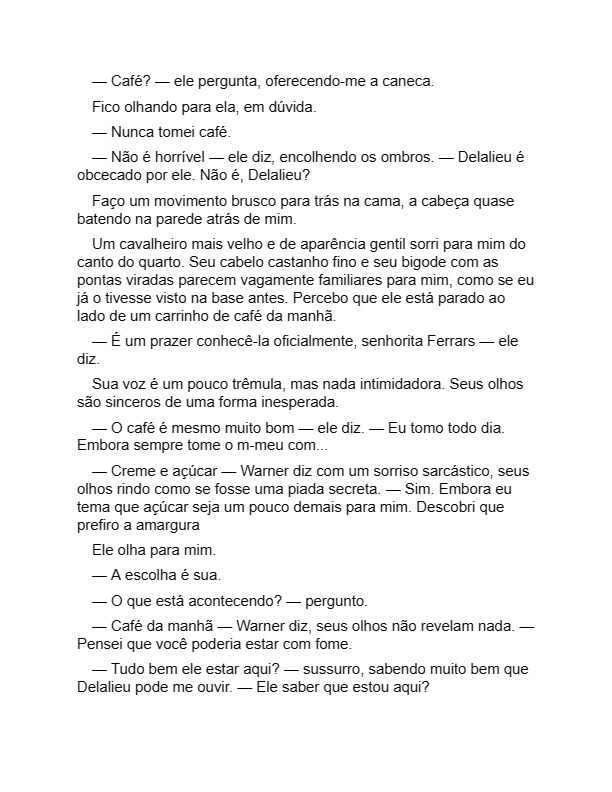 — Café? — ele pergunta, oferecendo-me a caneca.
Fico olhando para ela, em dúvida.
— Nunca tomei café.
— Não é horrível — ele diz, encolhendo os ombros. — Delalieu é
obcecado por ele. Não é, Delalieu?
Faço um movimento brusco para trás na cama, a cabeça quase
batendo na parede atrás de mim.
Um cavalheiro mais velho e de aparência gentil sorri para mim do
canto do quarto. Seu cabelo castanho fino e seu bigode com as
pontas viradas parecem vagamente familiares para mim, como se eu
já o tivesse visto na base antes. Percebo que ele está parado ao
lado de um carrinho de café da manhã.
— É um prazer conhecê-la oficialmente, senhorita Ferrars — ele
diz.
Sua voz é um pouco trêmula, mas nada intimidadora. Seus olhos
são sinceros de uma forma inesperada.
— O café é mesmo muito bom — ele diz. — Eu tomo todo dia.
Embora sempre tome o m-meu com...
— Creme e açúcar — Warner diz com um sorriso sarcástico, seus
olhos rindo como se fosse uma piada secreta. — Sim. Embora eu
tema que açúcar seja um pouco demais para mim. Descobri que
prefiro a amargura
Ele olha para mim.
— A escolha é sua.
— O que está acontecendo? — pergunto.
— Café da manhã — Warner diz, seus olhos não revelam nada. —
Pensei que você poderia estar com fome.
— Tudo bem ele estar aqui? — sussurro, sabendo muito bem que
Delalieu pode me ouvir. — Ele saber que estou aqui?